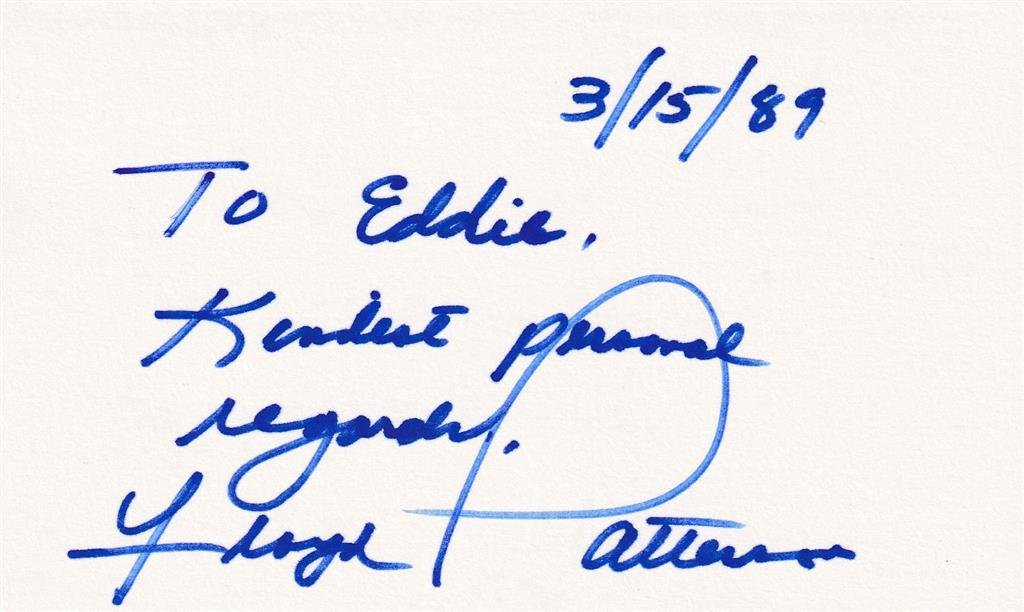 3/15/89
To Eddie.
Kindest personal
regards.
Floyd Patterson